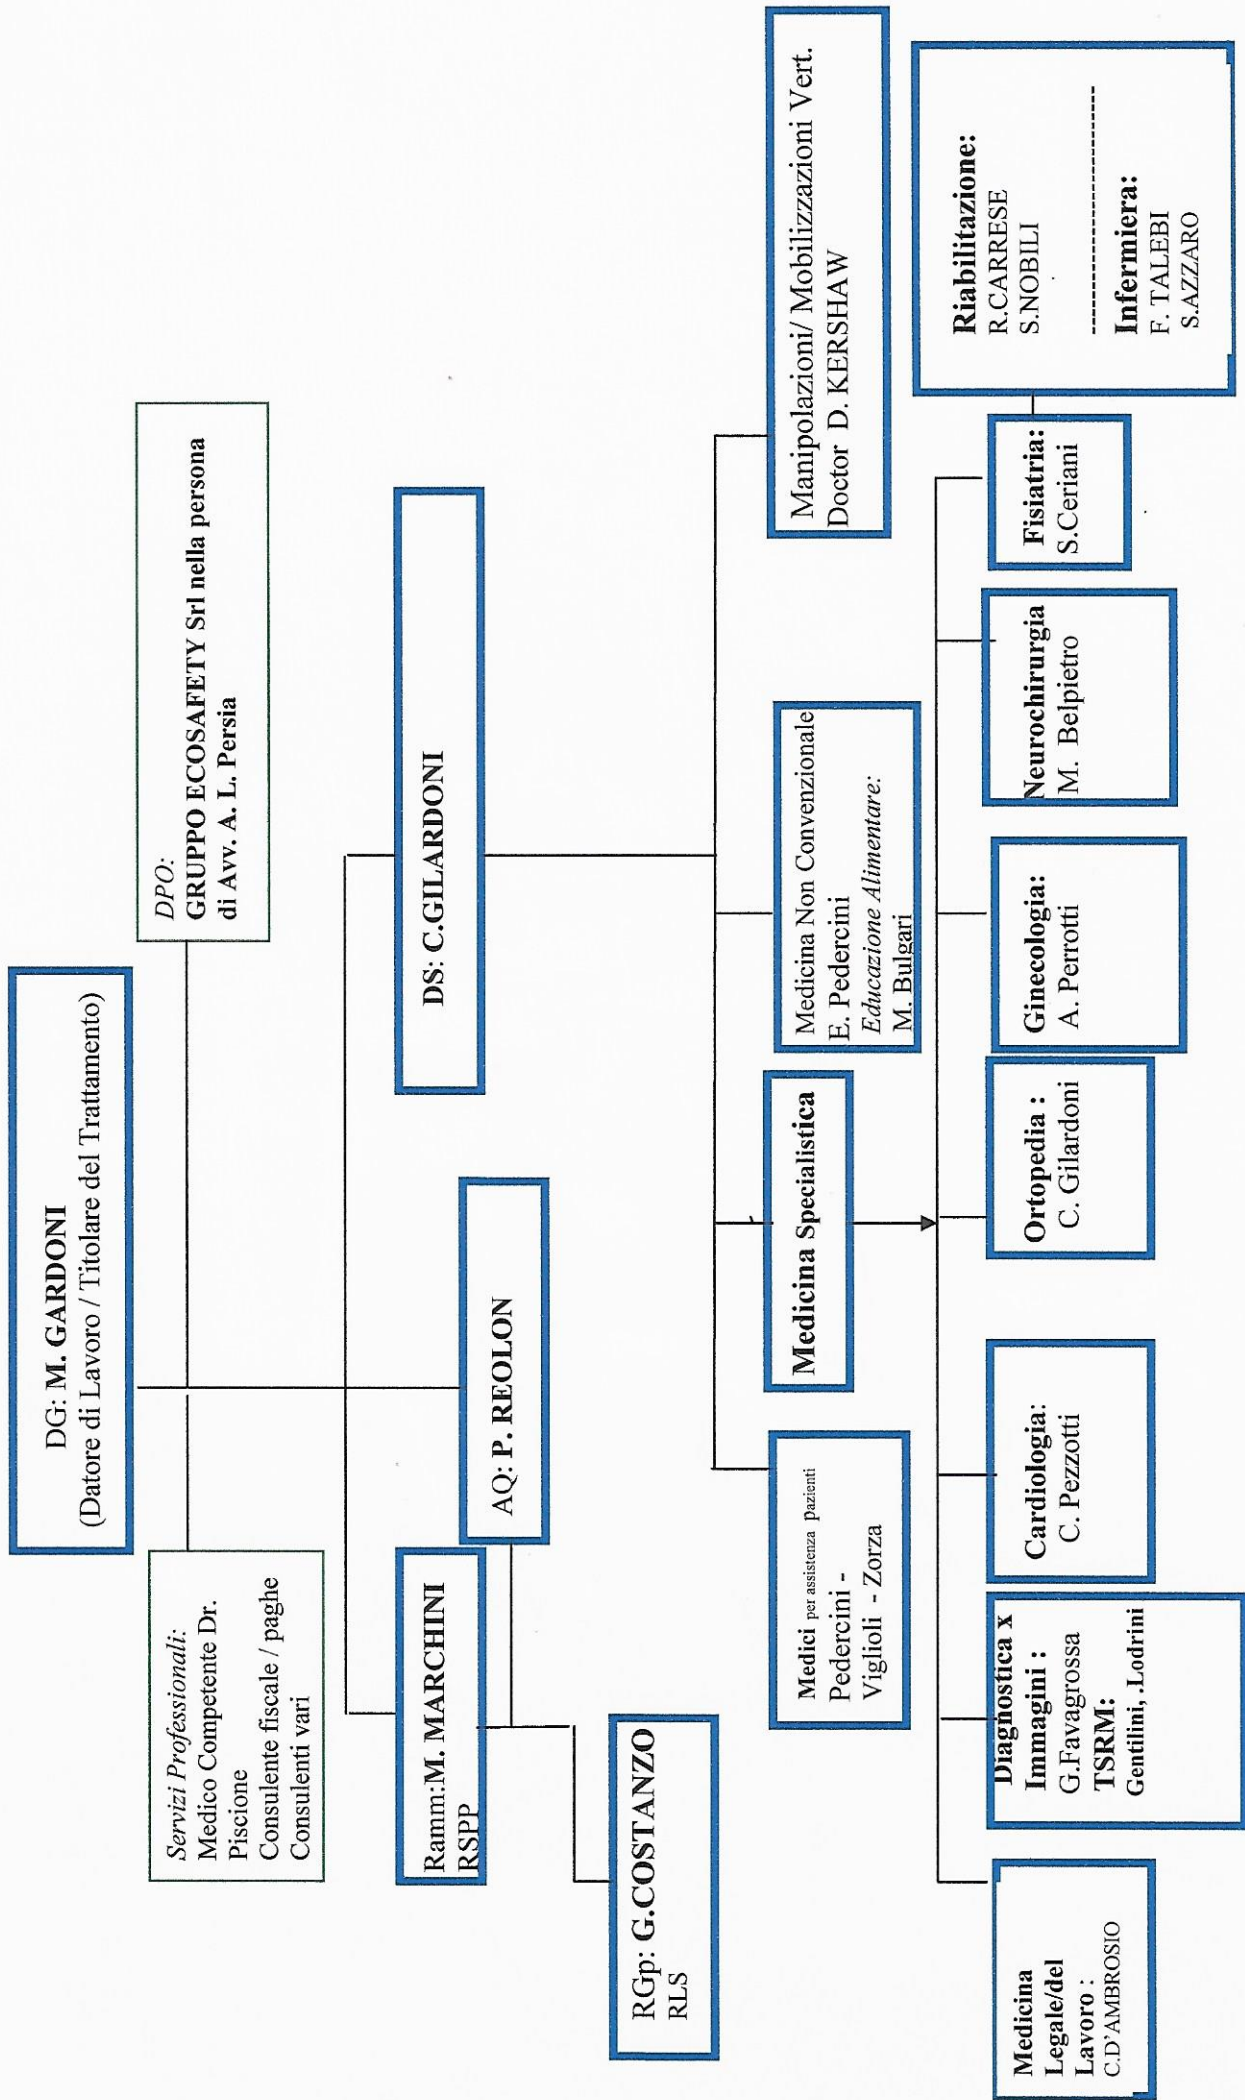 DG: M. GARDONI
(Datore di Lavoro / Titolare del Trattamento)
Servizi Professionali:
Medico Competente Dr.
Piscione
Consulente fiscale / paghe
Consulenti vari
DPO:
GRUPPO ECOSAFETY Srl nella persona
di Avv. A. L. Persia
Ramm:M. MARCHINI
RSPP
AQ: P. REOLON
DS: C.GILARDONI
RGp: G.COSTANZO
RLS
Medici per assistenza pazienti
Pedercini -
Viglioli - Zorza
Medicina Specialistica
Medicina Non Convenzionale
E. Pedercini
Educazione Alimentare:
M. Bulgari
Manipolazioni/ Mobilizzazioni Vert.
Doctor D. KERSHAW
Medicina
Legale/del
Lavoro :
C.D'AMBROSIO
Diagnostica x
Immagini :
G.Favagrossa
TSRM:
Gentilini, .Lodrini
Cardiologia:
C. Pezzotti
Ortopedia :
C. Gilardoni
Ginecologia:
A. Perrotti
Neurochirurgia
M. Belpietro
Fisiatria:
S.Ceriani
Riabilitazione:
R.CARRESE
S.NOBILI
---------------------------
Infermiera:
F. TALEBI
S.AZZARO